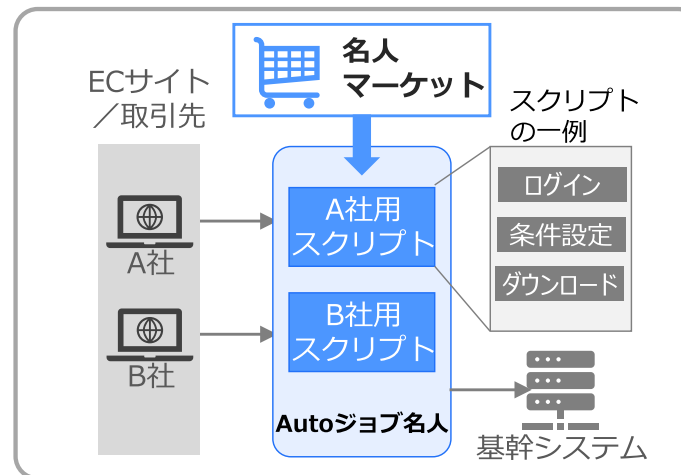 名人
マーケット
ECサイト
／取引先
スクリプト
の一例
A社用
スクリプト
ログイン
条件設定
ダウンロード
A社
B社用
スクリプト
B社
Autoジョブ名人
基幹システム